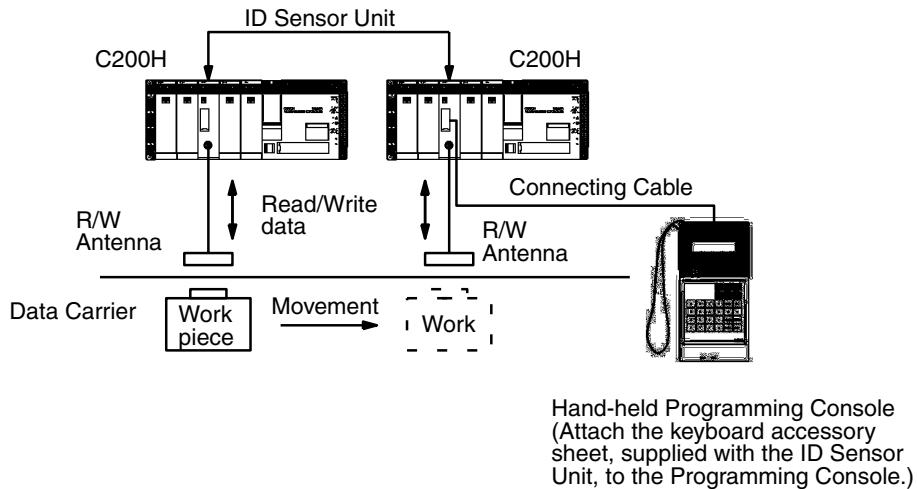 ID Sensor Unit
C200H
C200H
Connecting Cable
Read/Write
data
R/W
Antenna
R/W
Antenna
Data Carrier
Work
piece
Movement
Work
Hand-held Programming Console
(Attach the keyboard accessory
sheet, supplied with the ID Sensor
Unit, to the Programming Console.)